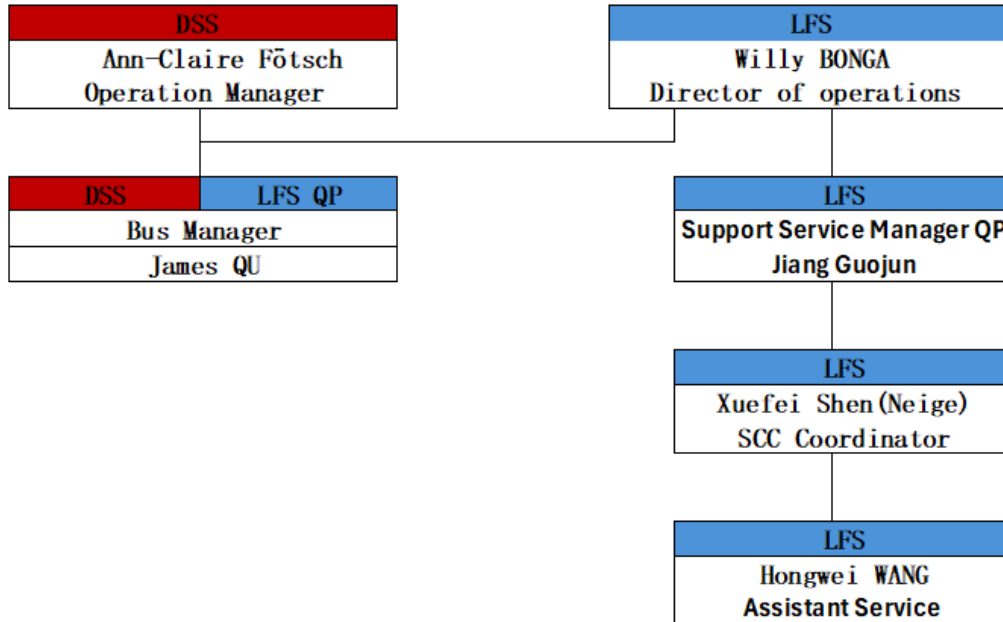 DSS
Ann-Claire Fōtsch
Operation Manager
LFS
Willy BONGA
Director of operations
DSS
LFS QP
Bus Manager
James QU
LFS
Support Service Manager QP
Jiang Guojun
LFS
Xuefei Shen(Neige)
SCC Coordinator
LFS
Hongwei WANG
Assistant Service